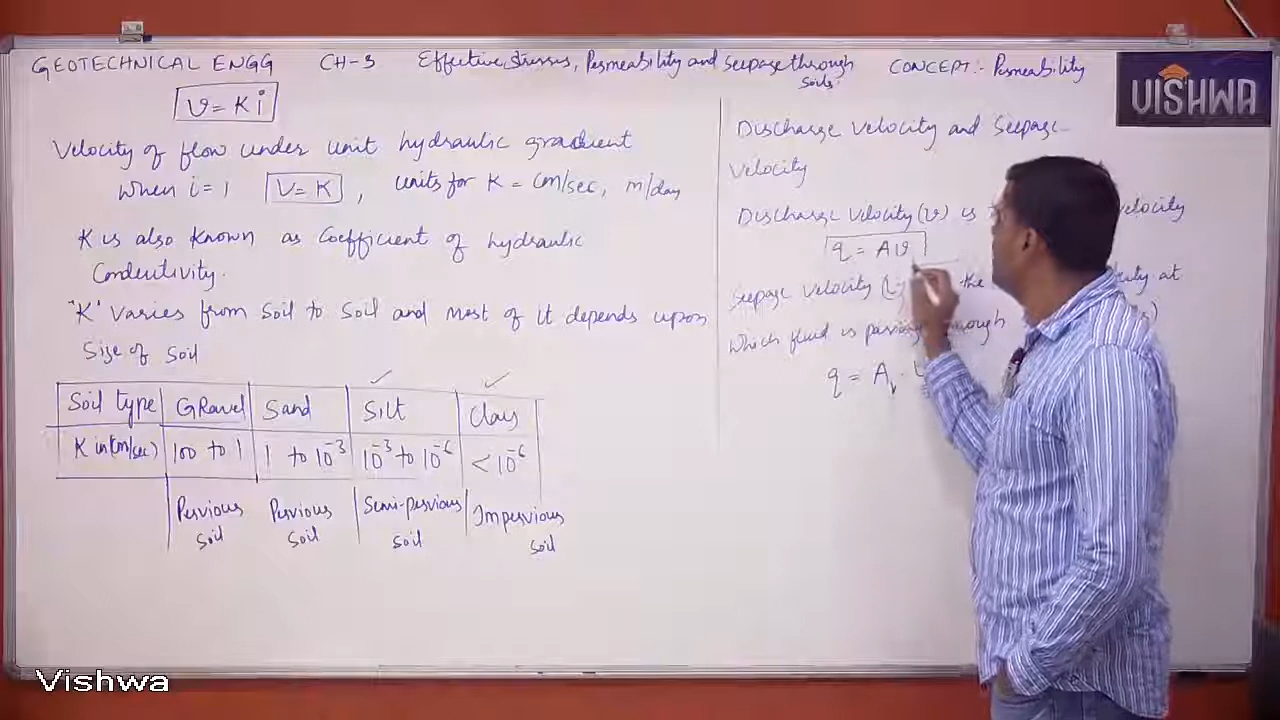 GEOTECHNICAL ENGG CH-3 Effective stresses, Permeability and seepage through soils. CONCEPT:- Permeability
VISHWA
v = K i
Velocity of flow under unit hydraulic gradient
when i = 1 V = K , units for K = cm/sec, m/day
K is also known as coefficient of hydraulic
Conductivity.
"K" varies from soil to soil and most of it depends upon
size of soil
Soil type Gravel Sand Silt Clay
K in (cm/sec) 100 to 1 1 to 10⁻³ 10⁻³ to 10⁻⁶ < 10⁻⁶
Pervious soil Pervious soil Semi-pervious soil Impervious soil
Discharge velocity and Seepage
Velocity
Discharge velocity (v) is velocity
q = A v
Seepage velocity the at
which fluid is passing through
q = Aᵥ .
Vishwa